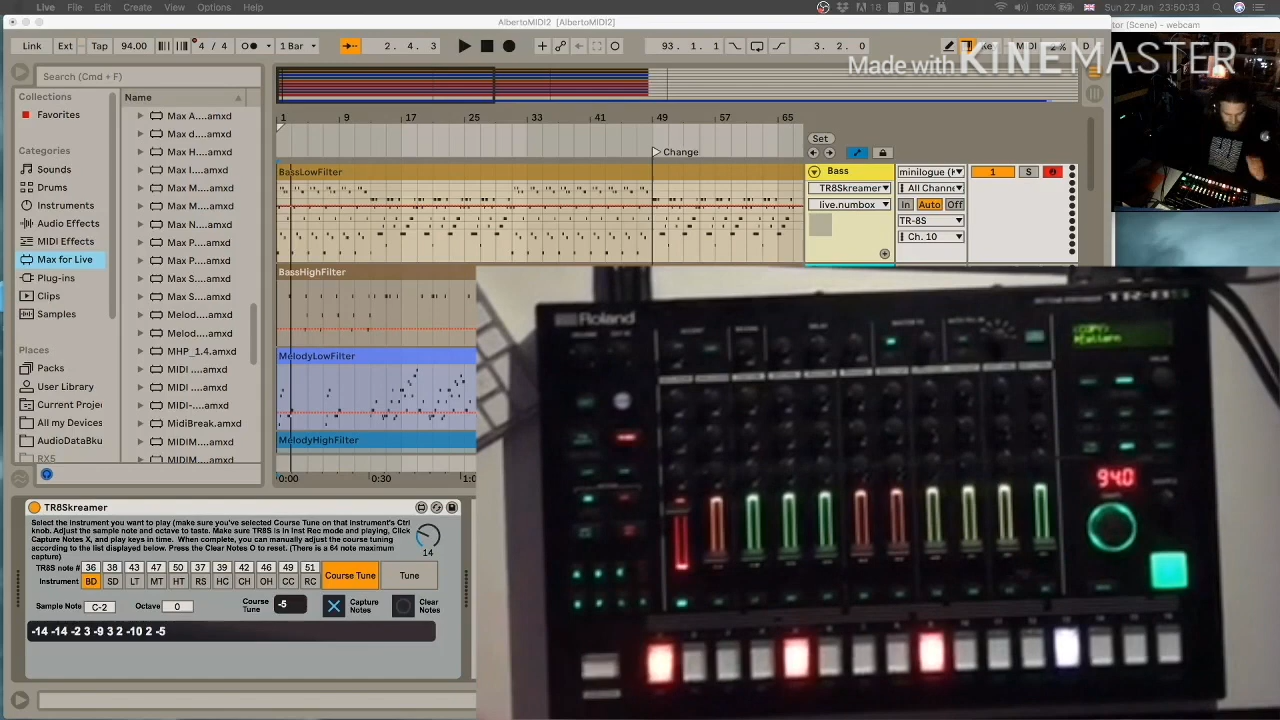 Live File Edit Create View Options Help
18 100% Sun 27 Jan 23:50:33
AlbertoMIDI2 [AlbertoMIDI2]
tor (Scene) - webcam
Link Ext Tap 94.00 4 / 4 1 Bar 2. 4. 3 93. 1. 1 3. 2. 0 MIDI D
Made with KINEMASTER
Search (Cmd + F)
Collections
Favorites
Categories
Sounds
Drums
Instruments
Audio Effects
MIDI Effects
Max for Live
Plug-ins
Clips
Samples
Places
Packs
User Library
Current Proje
All my Devices
AudioDataBku
RX5
Name
Max A....amxd
Max d....amxd
Max H....amxd
Max I....amxd
Max M....amxd
Max M....amxd
Max N....amxd
Max P....amxd
Max P....amxd
Max S....amxd
Max S....amxd
Melod...amxd
Melod...amxd
MHP_1.4.amxd
MIDI ....amxd
MIDI ....amxd
MIDI-....amxd
MidiBreak.amxd
MIDIM....amxd
MIDIM....amxd
1 9 17 25 33 41 49 57 65
Set
Change
BassLowFilter
BassHighFilter
MelodyLowFilter
MelodyHighFilter
0:00 0:30 1:0
Bass
TR8Skreamer
live.numbox
All Channe
In Auto Off
TR-8S
Ch. 10
1 S
TR8Skreamer
Select the instrument you want to play (make sure you've selected Course Tune on that Instrument's Ctrl
knob. Adjust the sample note and octave to taste. Make sure TR8S is in Inst Rec mode and playing, Click
Capture Notes X, and play keys in time. When complete, you can manually adjust the course tuning
according to the list displayed below. Press the Clear Notes O to reset. (There is a 64 note maximum
capture)
14
TR8S note # 36 38 43 47 50 37 39 42 46 49 51
Instrument BD SD LT MT HT RS HC CH OH CC RC
Course Tune Tune
Sample Note C-2 Octave 0 Course Tune -5 Capture Notes Clear Notes
-14 -14 -2 3 -9 3 2 -10 2 -5
Roland
94.0